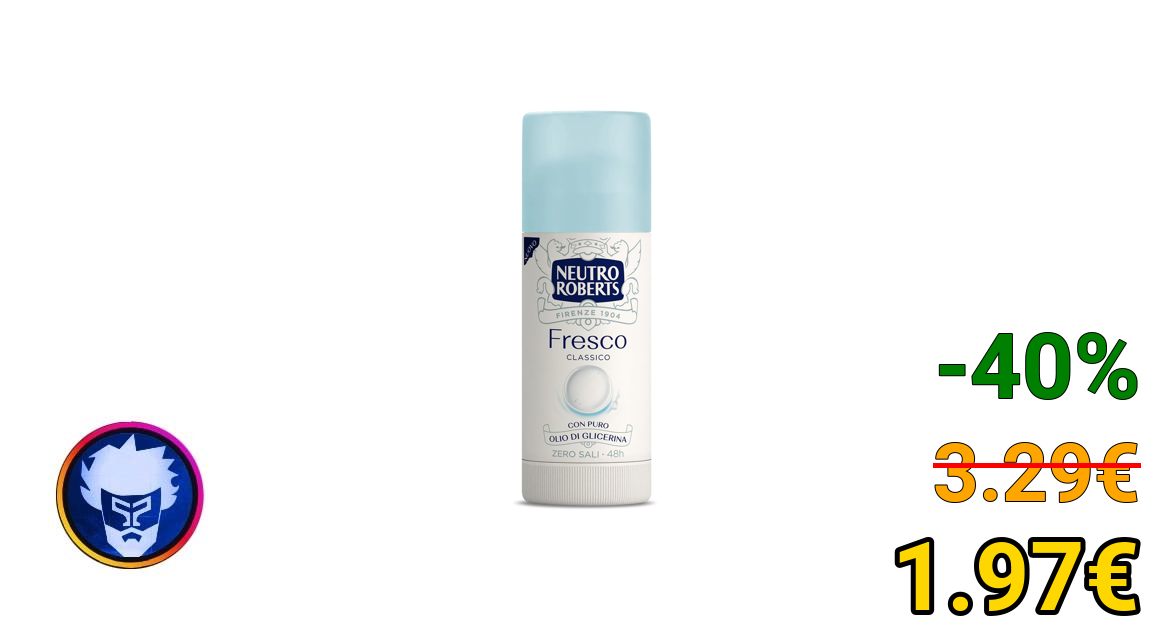 NUOVO
NEUTRO
ROBERTS
FIRENZE 1904
Fresco
CLASSICO
CON PURO
OLIO DI GLICERINA
ZERO SALI - 48h
-40%
3.29€
1.97€